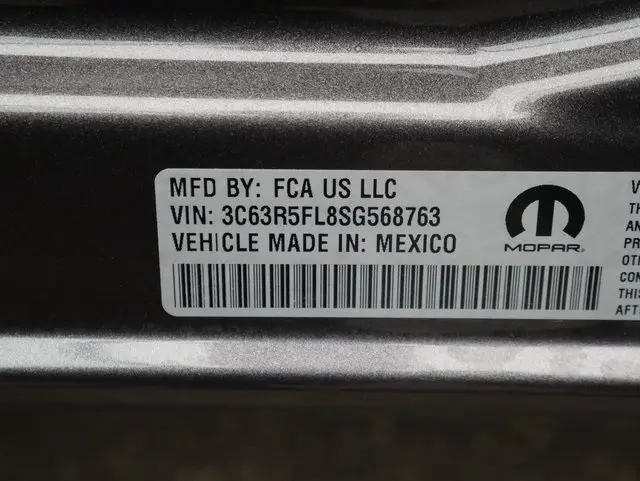 MFD BY: FCA US LLC
VIN: 3C63R5FL8SG568763
VEHICLE MADE IN: MEXICO
MOPAR